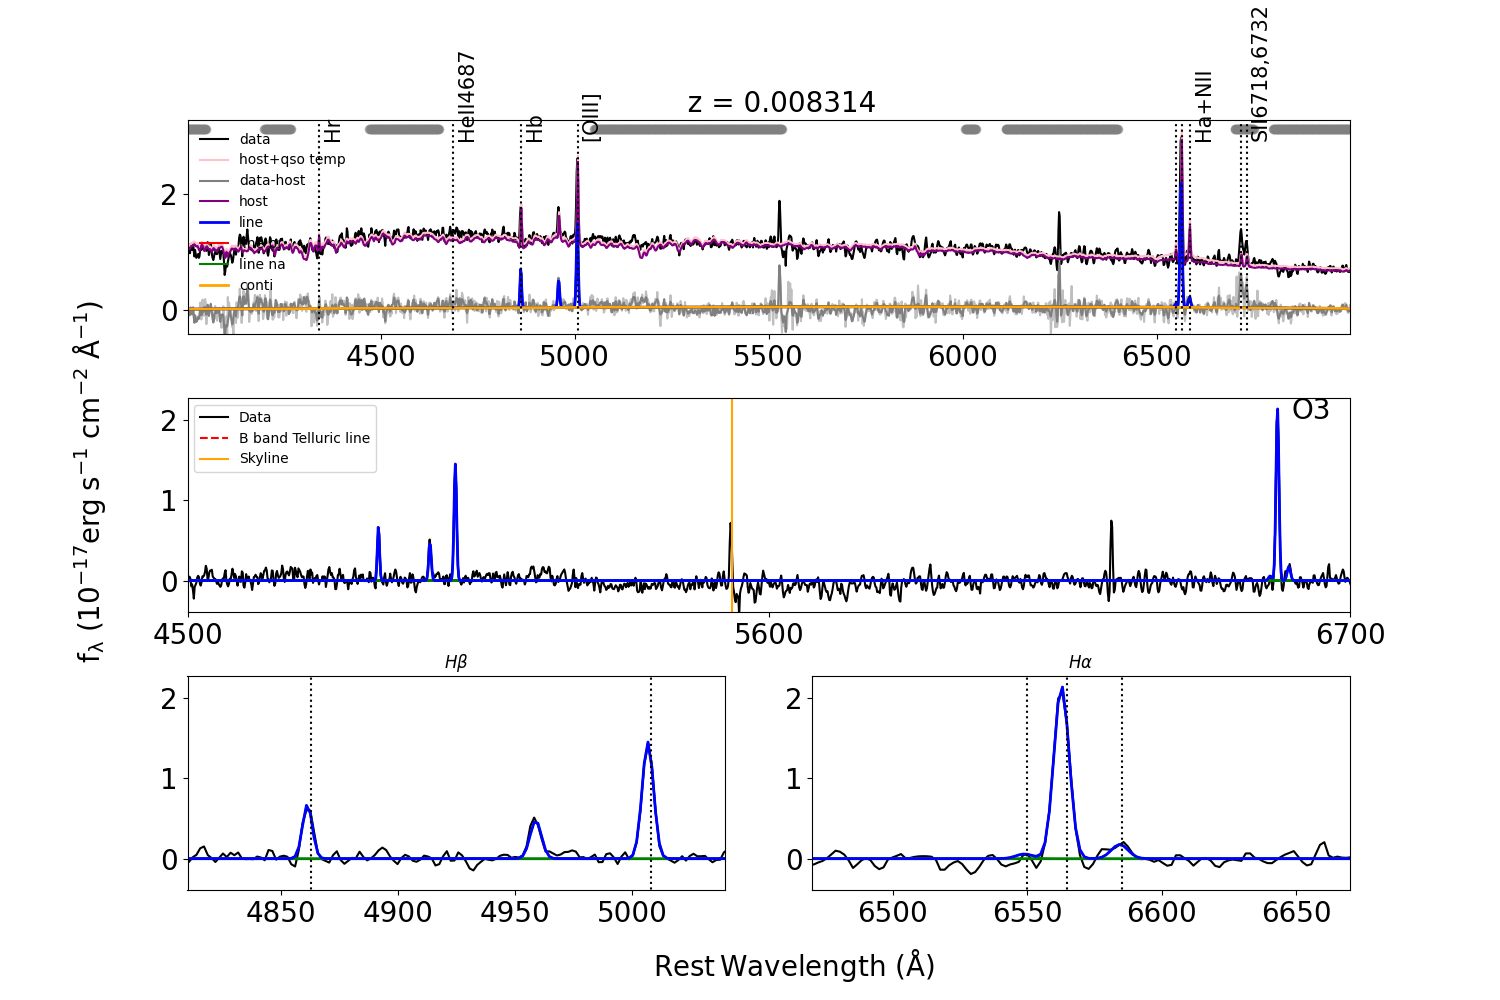 z = 0.008314
Hr
HeII4687
Hb
[OIII]
Ha+NII
SII6718,6732
data
host+qso temp
data-host
host
line
line na
conti
2
0
4500 5000 5500 6000 6500
fλ (10⁻¹⁷erg s⁻¹ cm⁻² Å⁻¹)
O3
Data
B band Telluric line
Skyline
2
1
0
4500 5600 6700
Hβ
2
1
0
4850 4900 4950 5000
Hα
2
1
0
6500 6550 6600 6650
Rest Wavelength (Å)